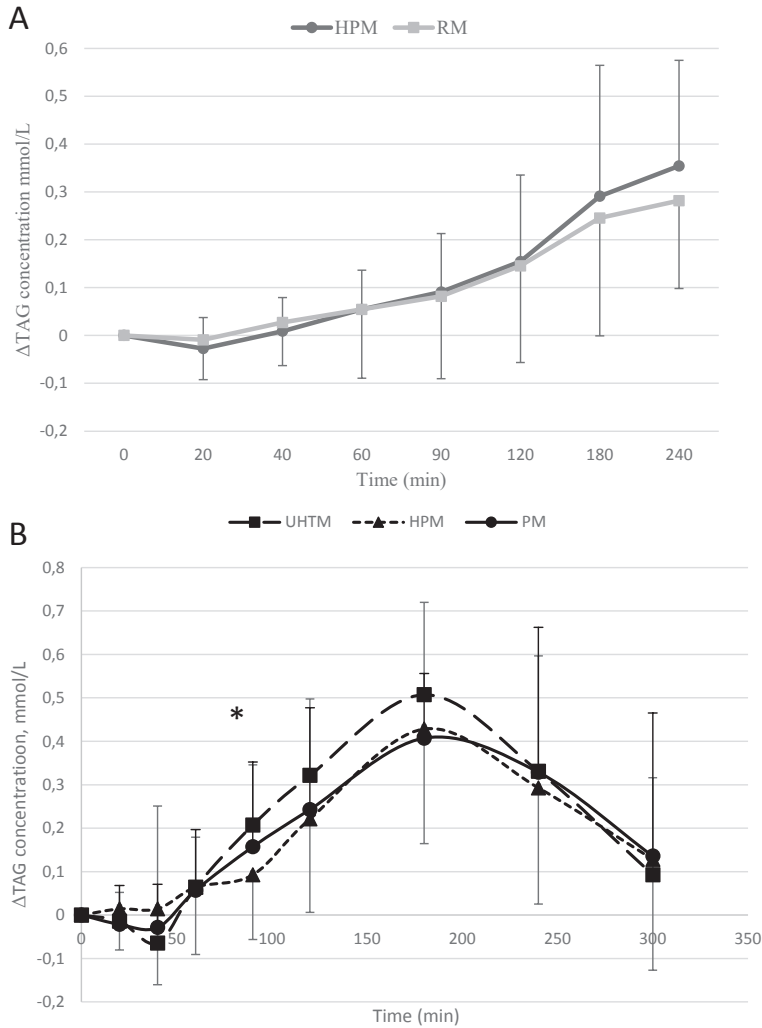 A
HPM RM
0,6
0,5
0,4
0,3
0,2
0,1
0
-0,1
-0,2
ΔTAG concentration mmol/L
0 20 40 60 90 120 180 240
Time (min)
UHTM HPM PM
B
0,8
0,7
0,6
0,5
*
0,4
0,3
0,2
0,1
0
-0,1
-0,2
ΔTAG concentratioon, mmol/L
0 50 100 150 200 250 300 350
Time (min)